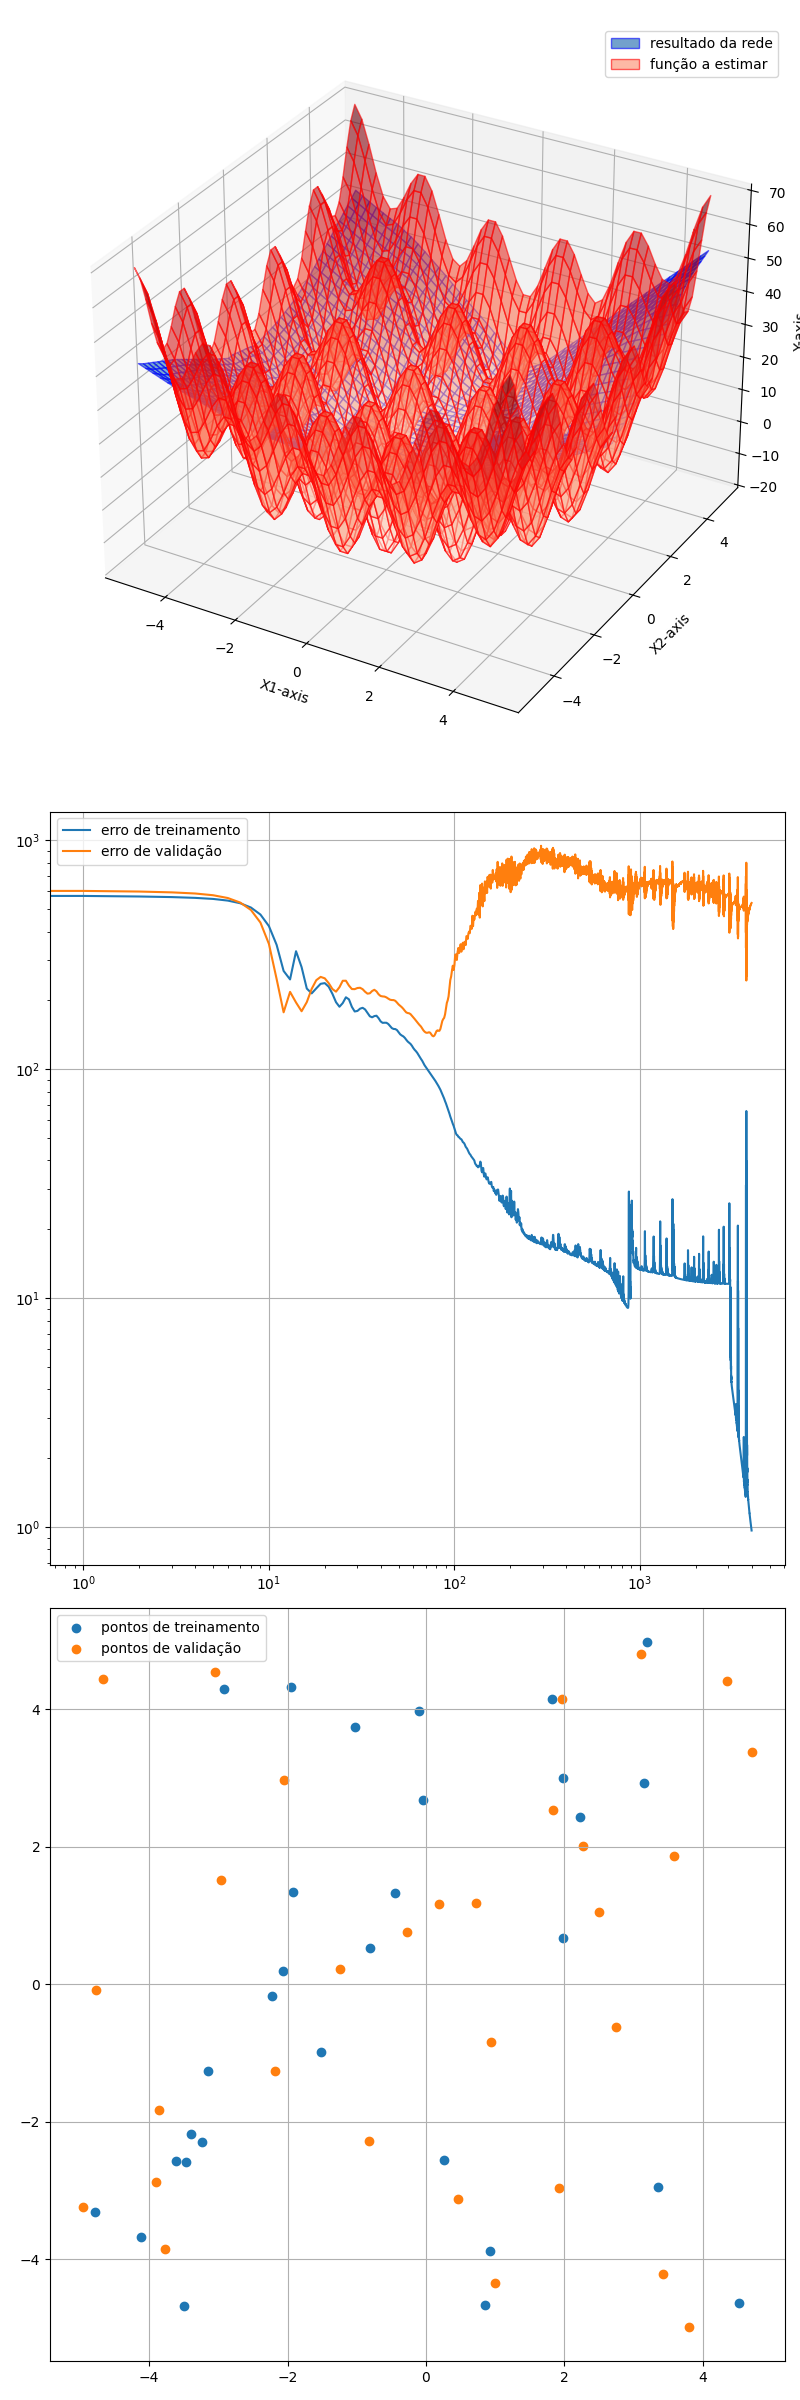 resultado da rede
função a estimar
70
60
50
40
30
20
10
0
−10
−20
Y-axis
4
2
0
−2
−4
X2-axis
−4
−2
0
2
4
X1-axis
erro de treinamento
erro de validação
10³
10²
10¹
10⁰
10⁰ 10¹ 10² 10³
pontos de treinamento
pontos de validação
4
2
0
−2
−4
−4 −2 0 2 4